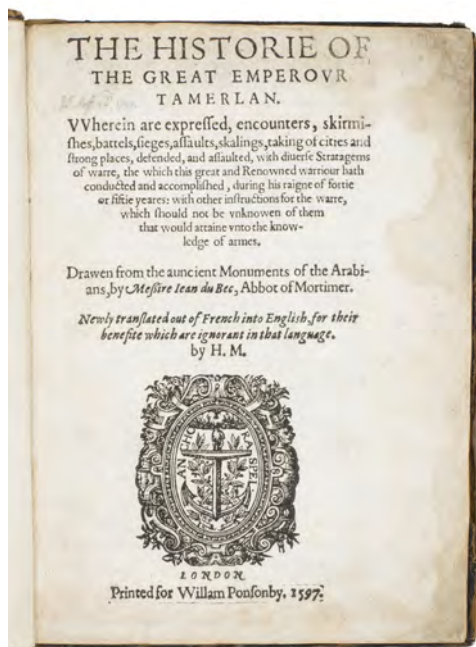 THE HISTORIE OF
THE GREAT EMPEROVR
TAMERLAN.
VVherein are expreſſed, encounters, skirmi-
ſhes, battels, ſieges, aſſaults, skalings, taking of cities and
ſtrong places, defended, and aſſaulted, with diuerſe Stratagems
of warre, the which this great and Renowned warriour hath
conducted and accompliſhed, during his raigne of fortie
or fiftie yeares: with other inſtructions for the warre,
which ſhould not be vnknowen of them
that would attaine vnto the know-
ledge of armes.
Drawen from the auncient Monuments of the Arabi-
ans, by Meſſire Iean du Bec, Abbot of Mortimer.
Newly tranſlated out of French into Engliſh, for their
benefite which are ignorant in that language.
by H. M.
ANCHORA SPEI
LONDON
Printed for Willam Ponſonby. 1597.